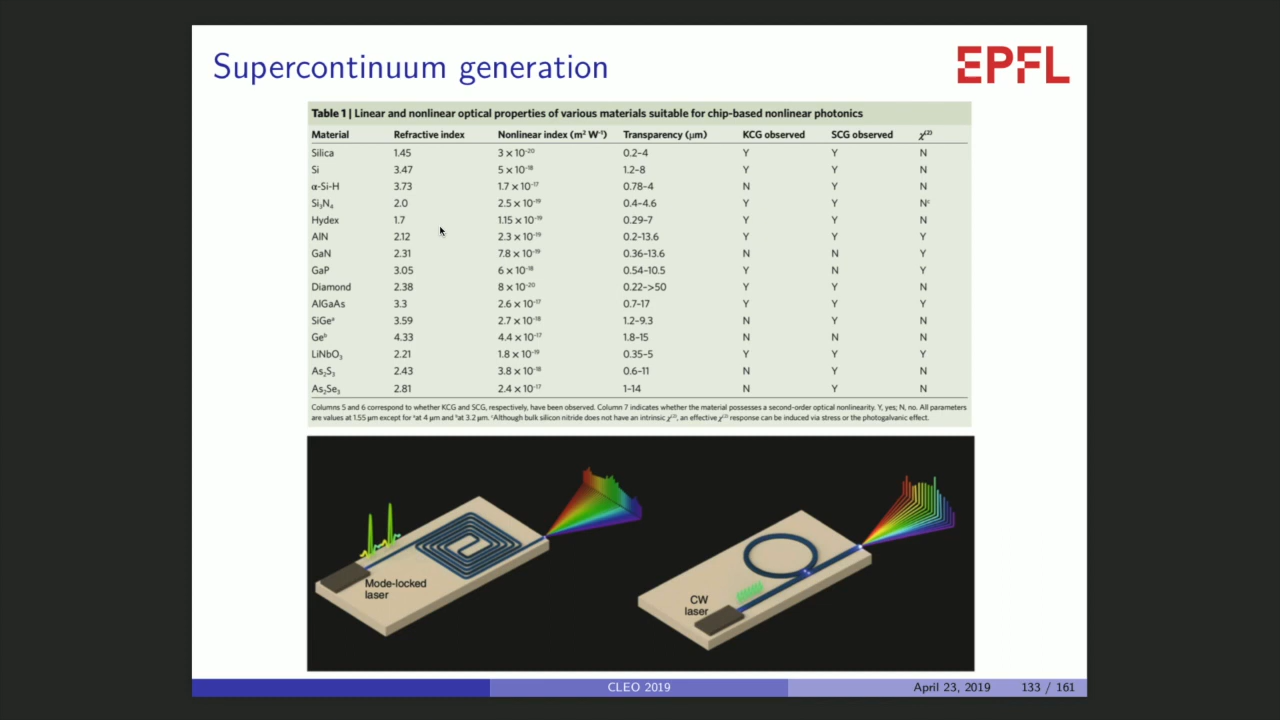 Supercontinuum generation
EPFL
Table 1 | Linear and nonlinear optical properties of various materials suitable for chip-based nonlinear photonics
Material Refractive index Nonlinear index (m² W⁻¹) Transparency (μm) KCG observed SCG observed χ⁽²⁾
Silica 1.45 3 × 10⁻²⁰ 0.2–4 Y Y N
Si 3.47 5 × 10⁻¹⁸ 1.2–8 Y Y N
α-Si-H 3.73 1.7 × 10⁻¹⁷ 0.78–4 N Y N
Si₃N₄ 2.0 2.5 × 10⁻¹⁹ 0.4–4.6 Y Y Nᶜ
Hydex 1.7 1.15 × 10⁻¹⁹ 0.29–7 Y Y N
AlN 2.12 2.3 × 10⁻¹⁹ 0.2–13.6 Y Y Y
GaN 2.31 7.8 × 10⁻¹⁹ 0.36–13.6 N N Y
GaP 3.05 6 × 10⁻¹⁸ 0.54–10.5 Y N Y
Diamond 2.38 8 × 10⁻²⁰ 0.22–>50 Y Y N
AlGaAs 3.3 2.6 × 10⁻¹⁷ 0.7–17 Y Y Y
SiGeᵃ 3.59 2.7 × 10⁻¹⁸ 1.2–9.3 N Y N
Geᵇ 4.33 4.4 × 10⁻¹⁷ 1.8–15 N N N
LiNbO₃ 2.21 1.8 × 10⁻¹⁹ 0.35–5 Y Y Y
As₂S₃ 2.43 3.8 × 10⁻¹⁸ 0.6–11 N Y N
As₂Se₃ 2.81 2.4 × 10⁻¹⁷ 1–14 N Y N
Columns 5 and 6 correspond to whether KCG and SCG, respectively, have been observed. Column 7 indicates whether the material possesses a second-order optical nonlinearity. Y, yes; N, no. All parameters
are values at 1.55 μm except for ᵃat 4 μm and ᵇat 3.2 μm. ᶜAlthough bulk silicon nitride does not have an intrinsic χ⁽²⁾, an effective χ⁽²⁾ response can be induced via stress or the photogalvanic effect.
Mode-locked
laser
CW
laser
CLEO 2019 April 23, 2019 133 / 161